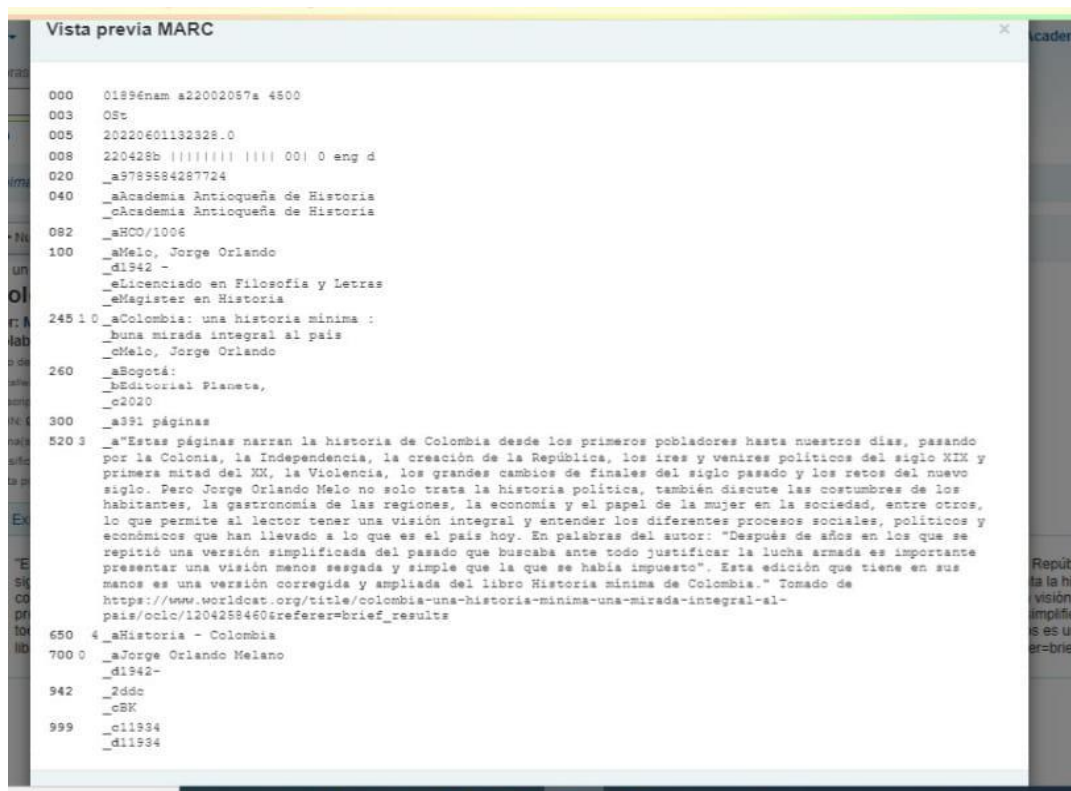 Vista previa MARC
×
000 01896nam a22002057a 4500
003 OSt
005 20220601132328.0
008 220428b |||||||| |||| 00| 0 eng d
020 _a9789584287724
040 _aAcademia Antioqueña de Historia
_cAcademia Antioqueña de Historia
082 _aHCO/1006
100 _aMelo, Jorge Orlando
_d1942 -
_eLicenciado en Filosofía y Letras
_eMagister en Historia
245 1 0 _aColombia: una historia mínima :
_buna mirada integral al país
_cMelo, Jorge Orlando
260 _aBogotá:
_bEditorial Planeta,
_c2020
300 _a391 páginas
520 3 _a"Estas páginas narran la historia de Colombia desde los primeros pobladores hasta nuestros días, pasando
por la Colonia, la Independencia, la creación de la República, los ires y venires políticos del siglo XIX y
primera mitad del XX, la Violencia, los grandes cambios de finales del siglo pasado y los retos del nuevo
siglo. Pero Jorge Orlando Melo no solo trata la historia política, también discute las costumbres de los
habitantes, la gastronomía de las regiones, la economía y el papel de la mujer en la sociedad, entre otros,
lo que permite al lector tener una visión integral y entender los diferentes procesos sociales, políticos y
económicos que han llevado a lo que es el país hoy. En palabras del autor: "Después de años en los que se
repitió una versión simplificada del pasado que buscaba ante todo justificar la lucha armada es importante
presentar una visión menos sesgada y simple que la que se había impuesto". Esta edición que tiene en sus
manos es una versión corregida y ampliada del libro Historia mínima de Colombia." Tomado de
https://www.worldcat.org/title/colombia-una-historia-minima-una-mirada-integral-al-
pais/oclc/1204258460&referer=brief_results
650 4 _aHistoria - Colombia
700 0 _aJorge Orlando Melano
_d1942-
942 _2ddc
_cBK
999 _c11934
_d11934